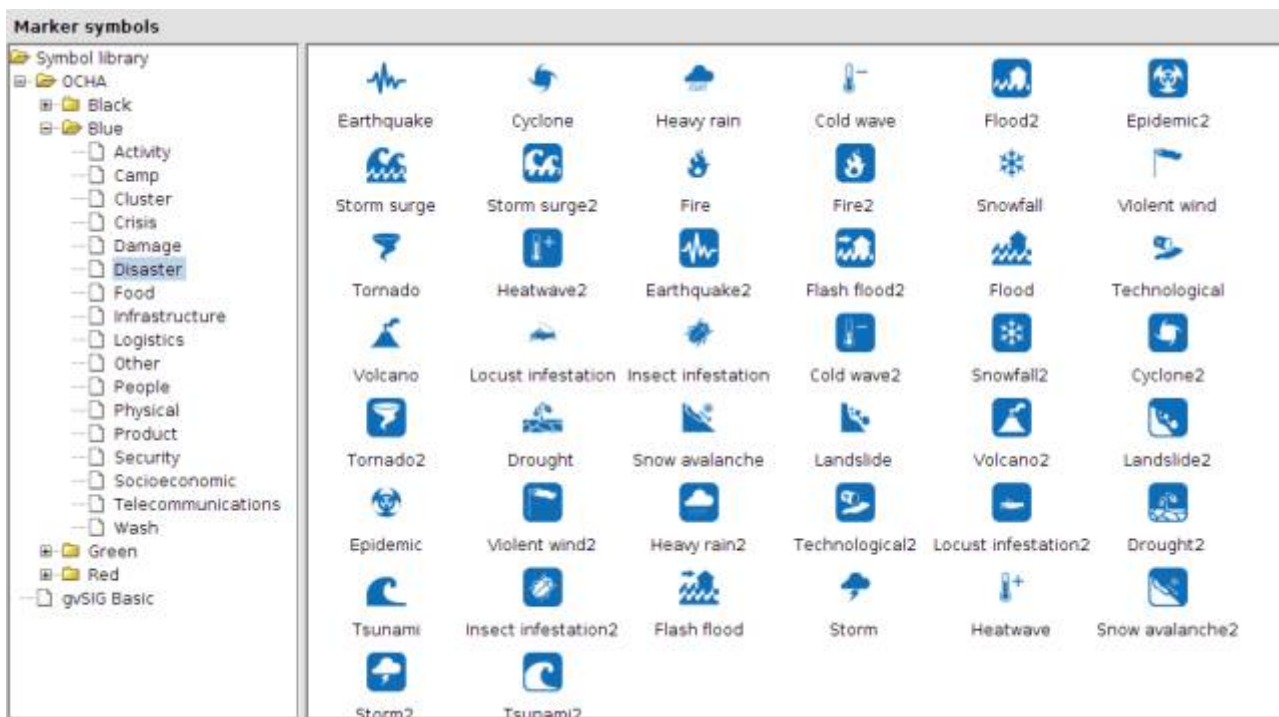 Marker symbols
Symbol library
OCHA
Black
Blue
Activity
Camp
Cluster
Crisis
Damage
Disaster
Food
Infrastructure
Logistics
Other
People
Physical
Product
Security
Socioeconomic
Telecommunications
Wash
Green
Red
gvSIG Basic
Earthquake Cyclone Heavy rain Cold wave Flood2 Epidemic2
Storm surge Storm surge2 Fire Fire2 Snowfall Violent wind
Tornado Heatwave2 Earthquake2 Flash flood2 Flood Technological
Volcano Locust infestation Insect infestation Cold wave2 Snowfall2 Cyclone2
Tornado2 Drought Snow avalanche Landslide Volcano2 Landslide2
Epidemic Violent wind2 Heavy rain2 Technological2 Locust infestation2 Drought2
Tsunami Insect infestation2 Flash flood Storm Heatwave Snow avalanche2
Storm2 Tsunami2